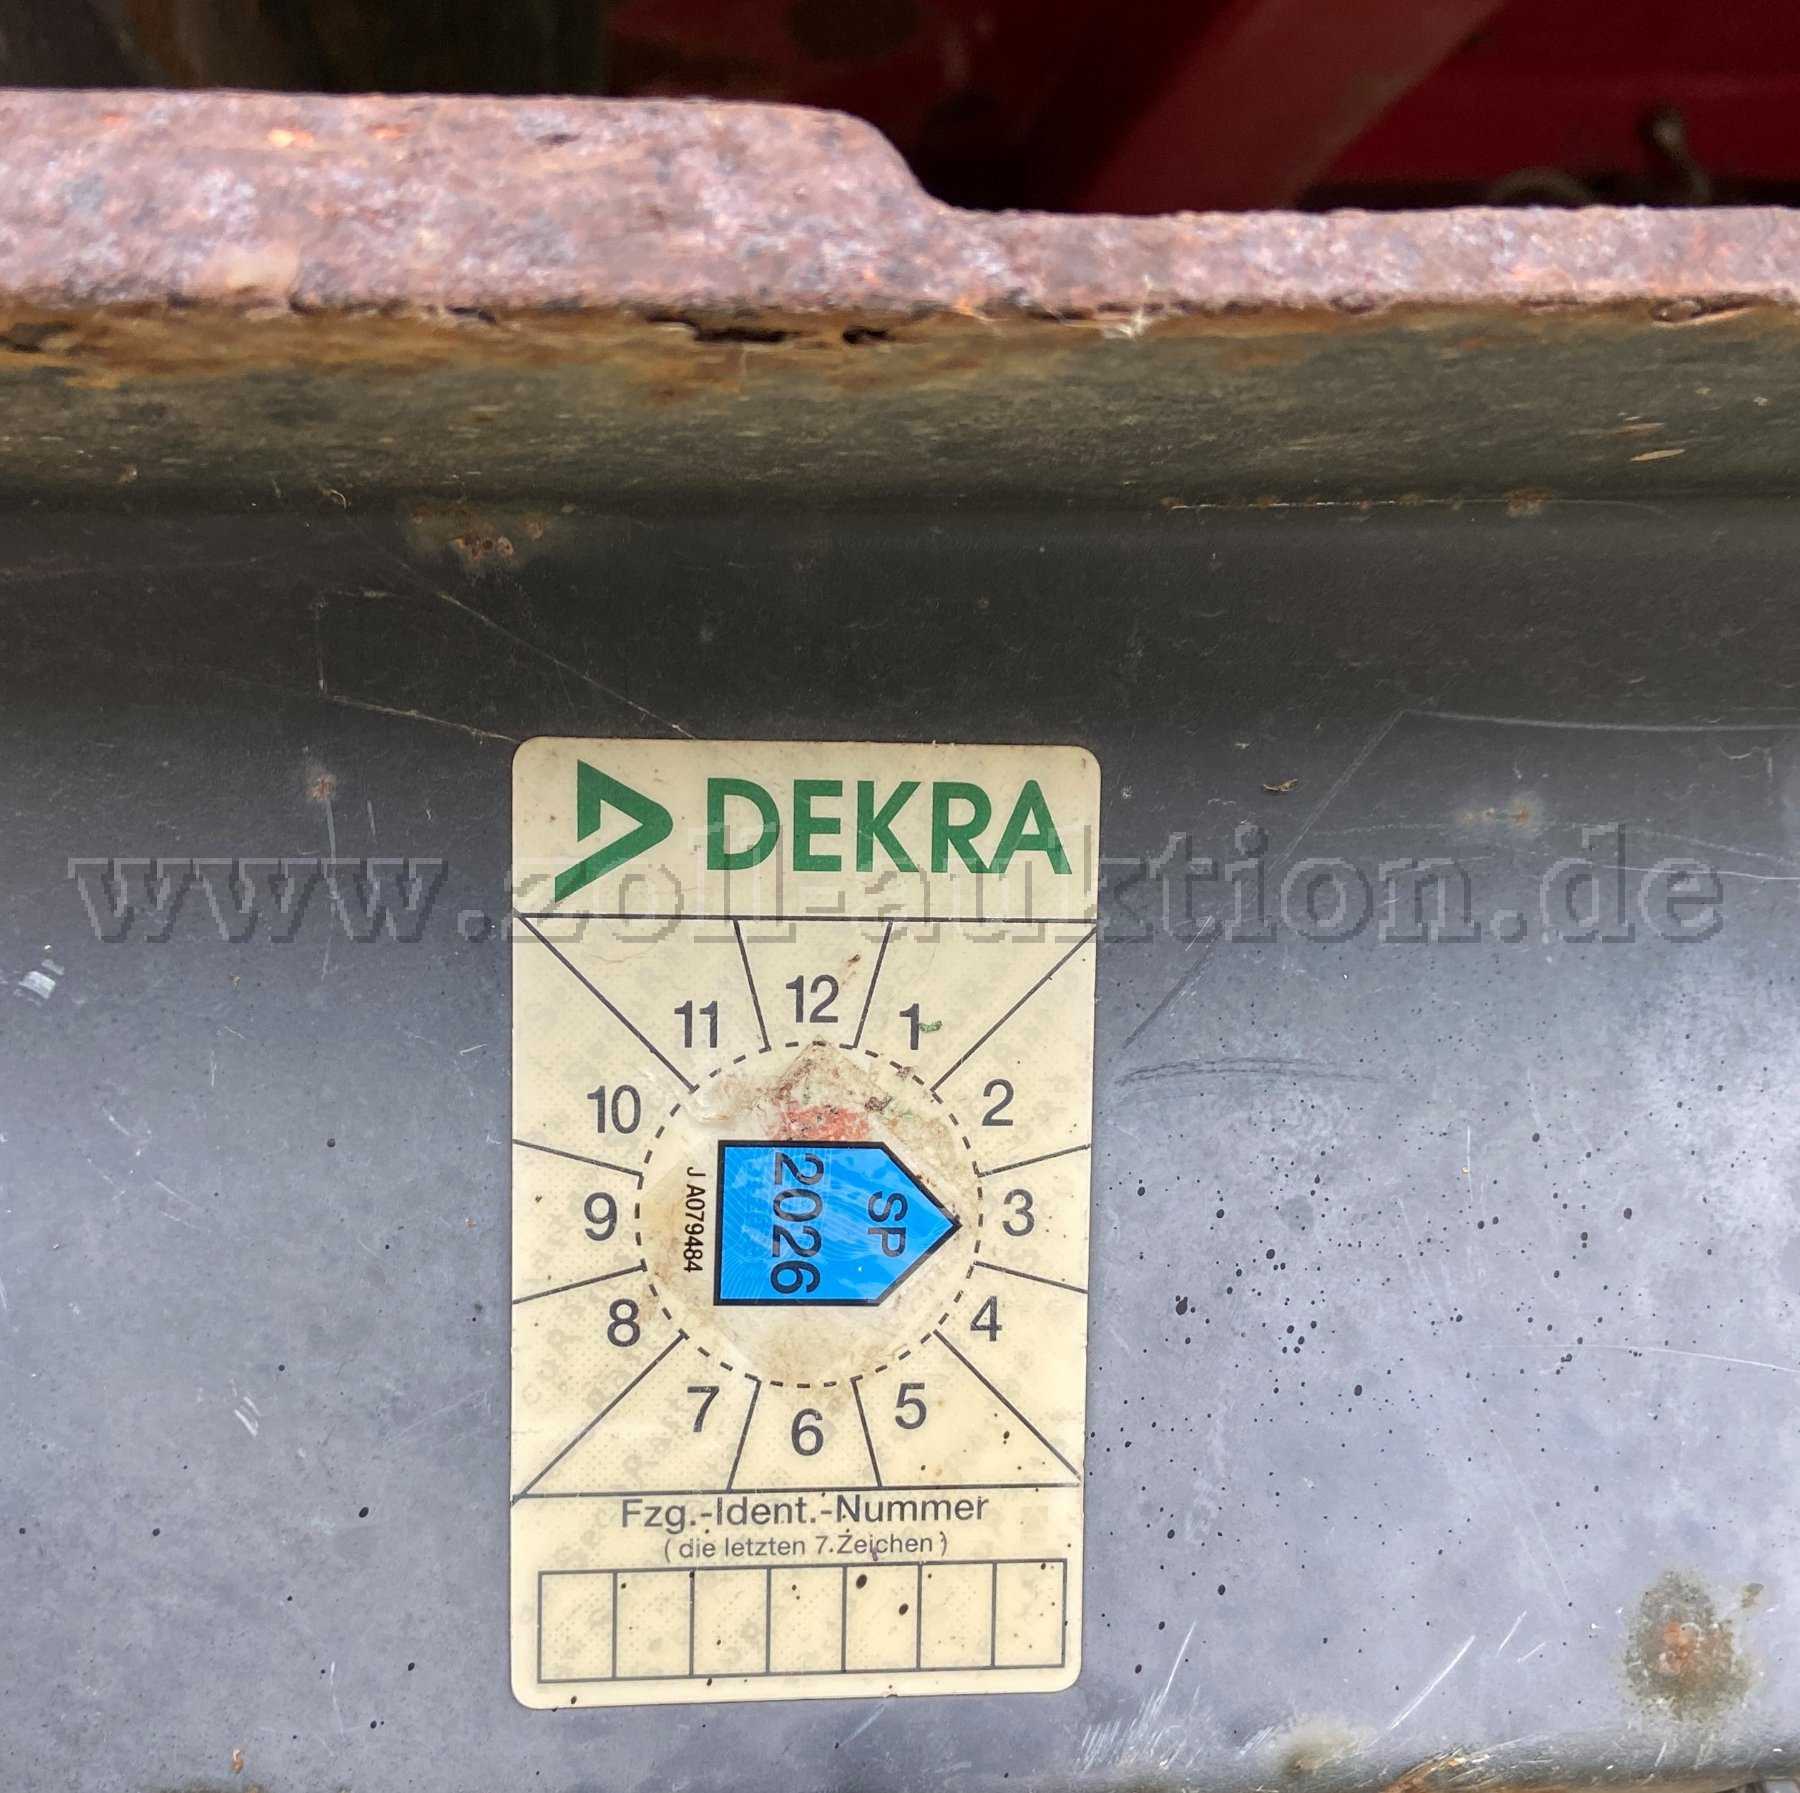 DEKRA
www.zoll-auktion.de
11 12 1
10 2
9 3
8 4
7 6 5
SP
2026
J A079484
Fzg.-Ident.-Nummer
( die letzten 7 Zeichen )